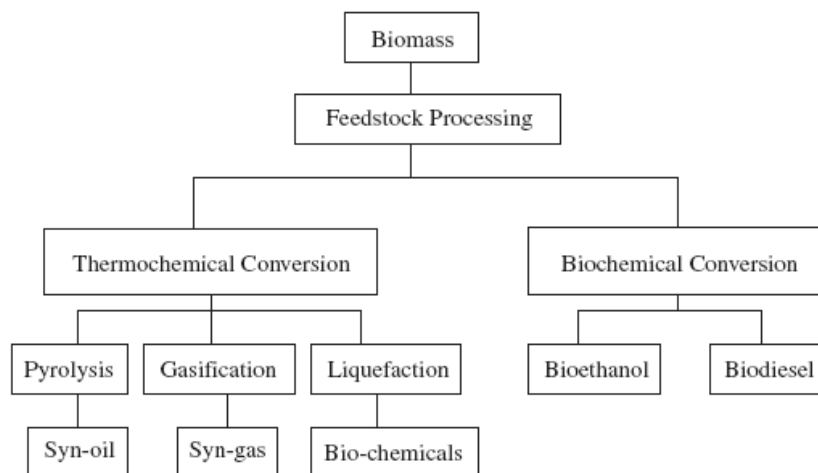 Biomass
Feedstock Processing
Thermochemical Conversion
Biochemical Conversion
Pyrolysis
Gasification
Liquefaction
Bioethanol
Biodiesel
Syn-oil
Syn-gas
Bio-chemicals